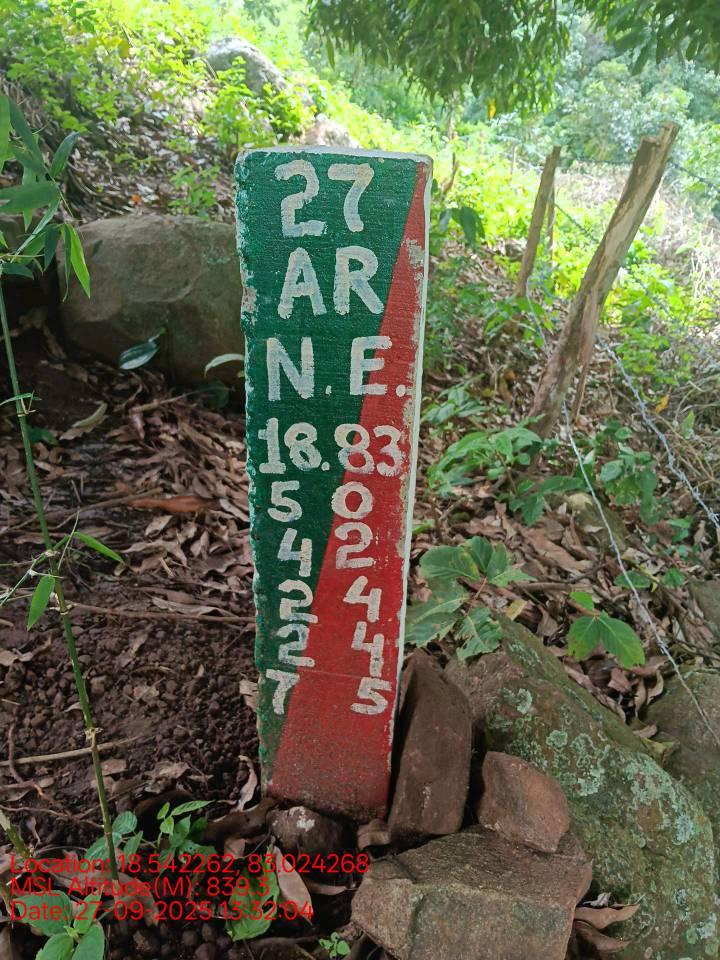 27
AR
N. E.
18.83
5 0
4 2
2 4
2 4
7 5
Location: 18.542262, 83.024268
MSL Altitude(M): 839.3
Date: 27-09-2025 13:32:04